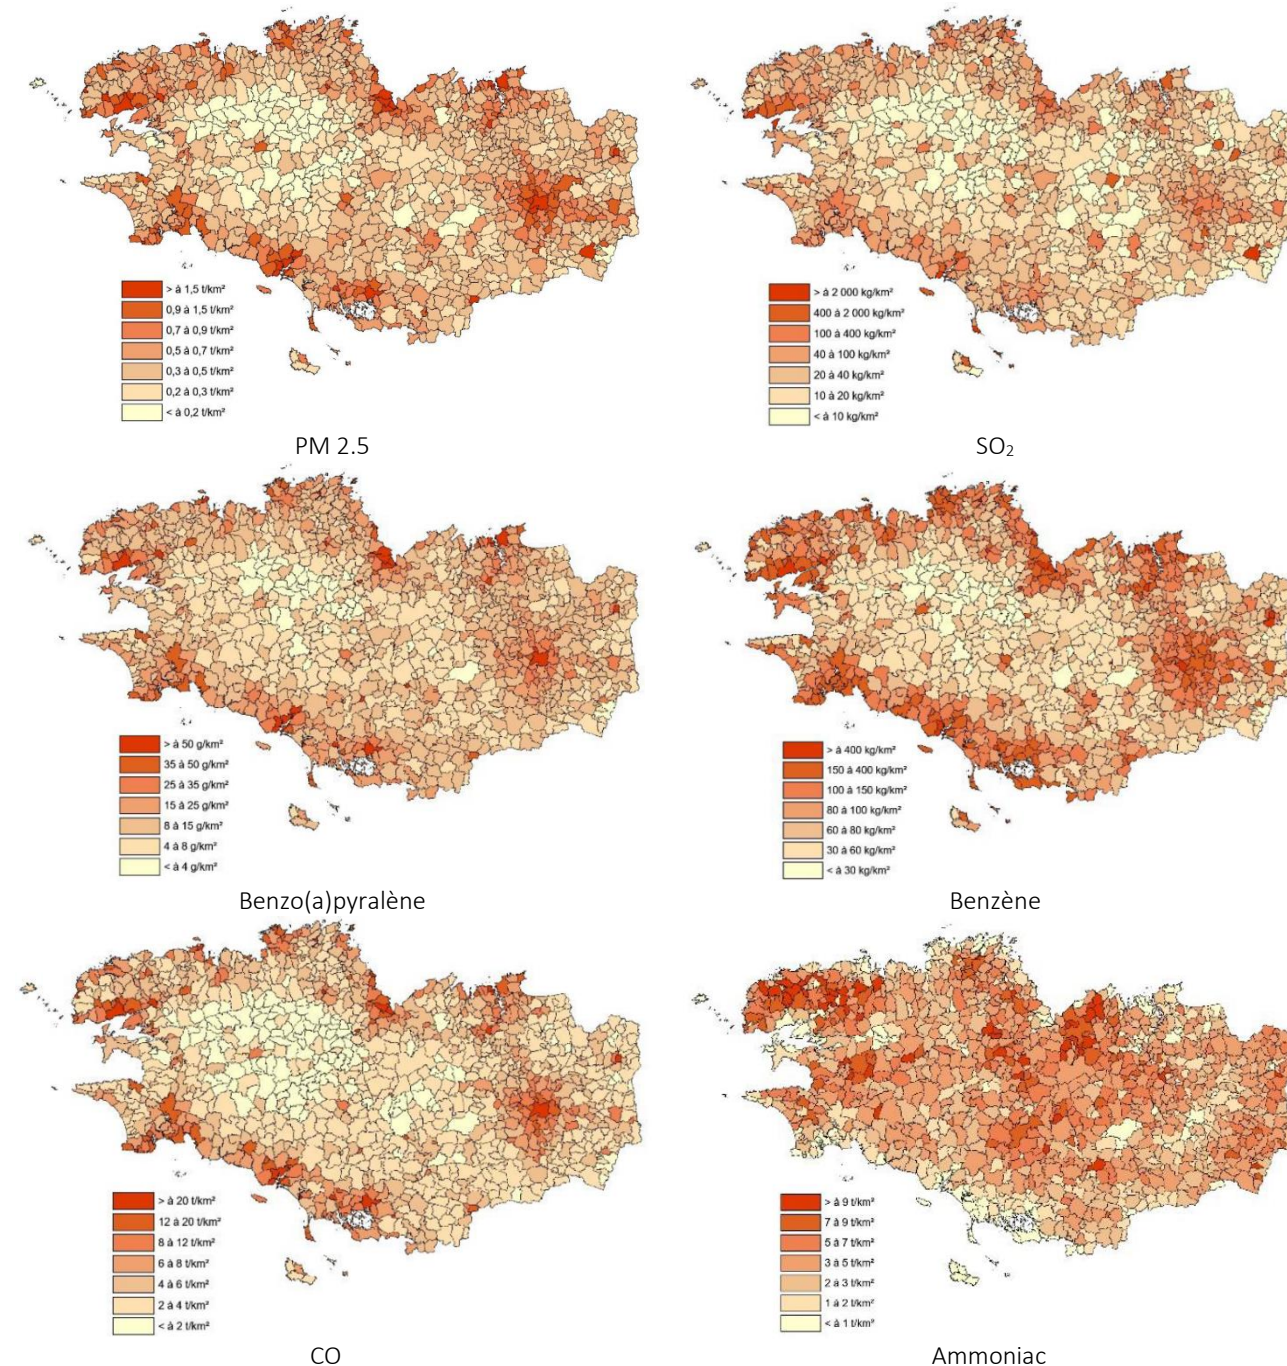 > à 1,5 t/km²
0,9 à 1,5 t/km²
0,7 à 0,9 t/km²
0,5 à 0,7 t/km²
0,3 à 0,5 t/km²
0,2 à 0,3 t/km²
< à 0,2 t/km²
PM 2.5
> à 2 000 kg/km²
400 à 2 000 kg/km²
100 à 400 kg/km²
40 à 100 kg/km²
20 à 40 kg/km²
10 à 20 kg/km²
< à 10 kg/km²
SO₂
> à 50 g/km²
35 à 50 g/km²
25 à 35 g/km²
15 à 25 g/km²
8 à 15 g/km²
4 à 8 g/km²
< à 4 g/km²
Benzo(a)pyralène
> à 400 kg/km²
150 à 400 kg/km²
100 à 150 kg/km²
80 à 100 kg/km²
60 à 80 kg/km²
30 à 60 kg/km²
< à 30 kg/km²
Benzène
> à 20 t/km²
12 à 20 t/km²
8 à 12 t/km²
6 à 8 t/km²
4 à 6 t/km²
2 à 4 t/km²
< à 2 t/km²
CO
> à 9 t/km²
7 à 9 t/km²
5 à 7 t/km²
3 à 5 t/km²
2 à 3 t/km²
1 à 2 t/km²
< à 1 t/km²
Ammoniac